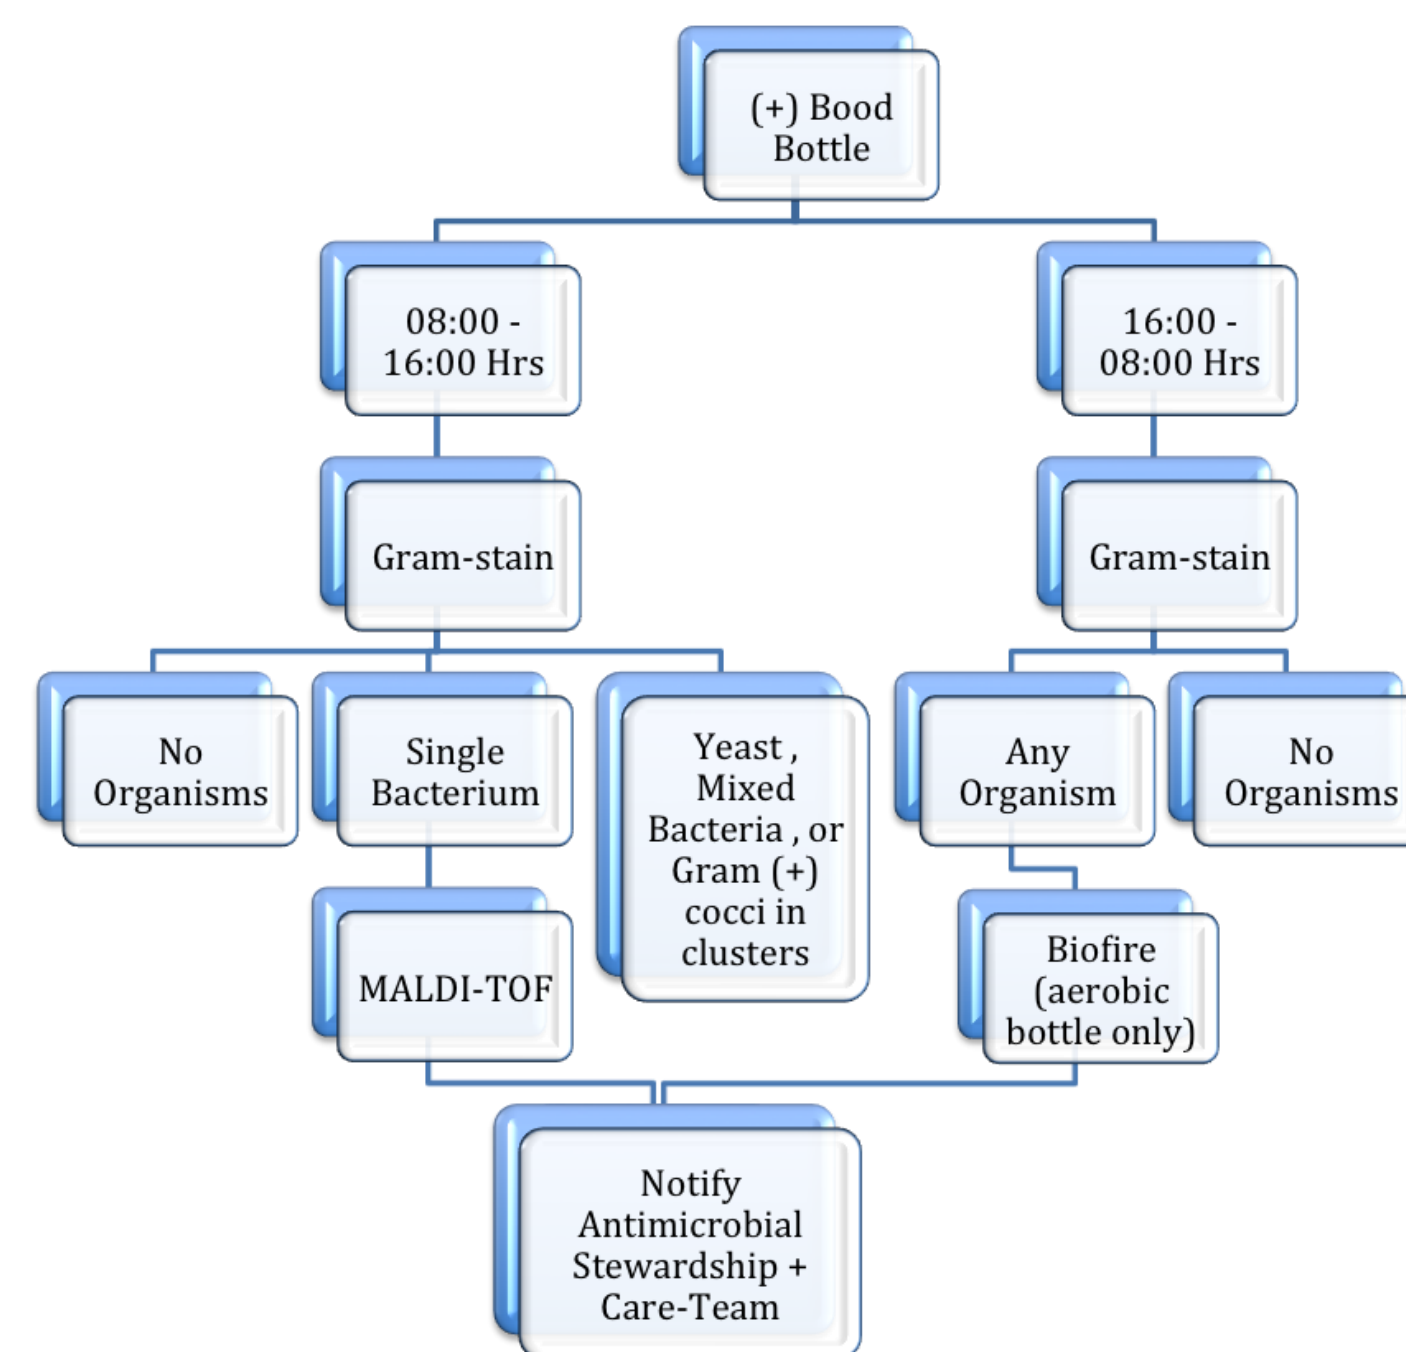 (+) Bood
Bottle
08:00 -
16:00 Hrs
16:00 -
08:00 Hrs
Gram-stain
Gram-stain
No
Organisms
Single
Bacterium
Yeast ,
Mixed
Bacteria , or
Gram (+)
cocci in
clusters
Any
Organism
No
Organisms
MALDI-TOF
Biofire
(aerobic
bottle only)
Notify
Antimicrobial
Stewardship +
Care-Team